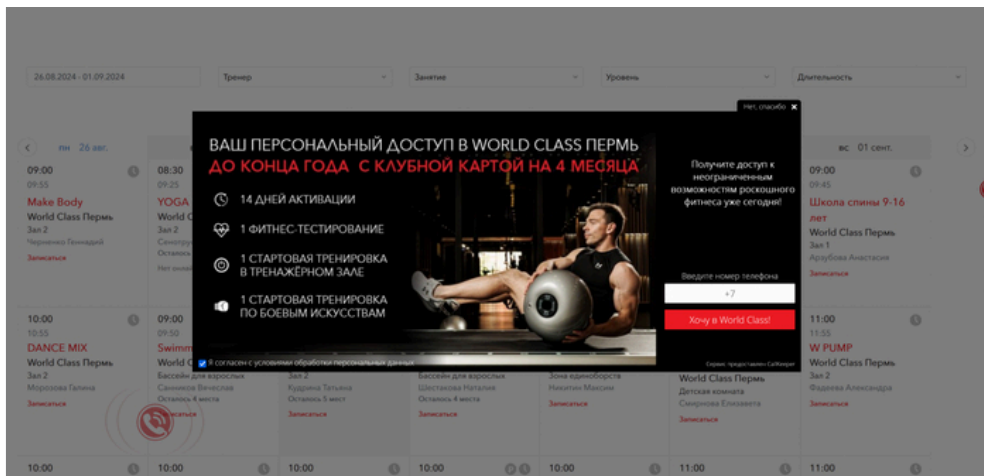 26.08.2024 - 01.09.2024
Тренер
Занятие
Уровень
Длительность
Нет, спасибо ×
ВАШ ПЕРСОНАЛЬНЫЙ ДОСТУП В WORLD CLASS ПЕРМЬ
ДО КОНЦА ГОДА С КЛУБНОЙ КАРТОЙ НА 4 МЕСЯЦА
14 ДНЕЙ АКТИВАЦИИ
1 ФИТНЕС-ТЕСТИРОВАНИЕ
1 СТАРТОВАЯ ТРЕНИРОВКА
В ТРЕНАЖЁРНОМ ЗАЛЕ
1 СТАРТОВАЯ ТРЕНИРОВКА
ПО БОЕВЫМ ИСКУССТВАМ
Я согласен с условиями обработки персональных данных
Получите доступ к
неограниченным
возможностям роскошного
фитнеса уже сегодня!
Введите номер телефона
+7
Хочу в World Class!
Сервис предоставлен CallKeeper
пн 26 авг.
вс 01 сент.
09:00
09:55
Make Body
World Class Пермь
Зал 2
Черненко Геннадий
Записаться
08:30
09:25
YOGA
World C
Зал 2
Осталось
09:00
09:45
Школа спины 9-16
лет
World Class Пермь
Зал 1
Арзубова Анастасия
Записаться
10:00
10:55
DANCE MIX
World Class Пермь
Зал 2
Морозова Галина
Записаться
09:00
09:50
Swimm
World C
Бассейн для взрослых
Санников Вячеслав
Осталось 4 места
Зал 2
Кудрина Татьяна
Осталось 5 мест
Записаться
Бассейн для взрослых
Шестакова Наталия
Осталось 4 места
Записаться
Зона единоборств
Никитин Максим
Записаться
World Class Пермь
Детская комната
Смирнова Елизавета
Записаться
11:00
11:55
W PUMP
World Class Пермь
Зал 2
Фадеева Александра
Записаться
10:00
10:00
10:00
10:00
10:00
11:00
11:00